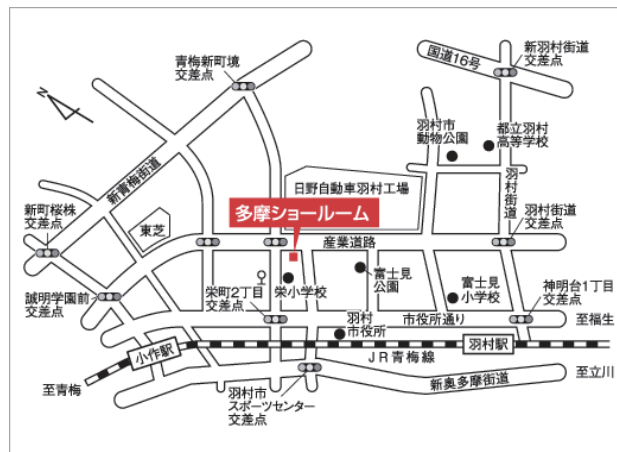 新羽村街道
交差点
国道16号
青梅新町境
交差点
N
羽村市
動物公園
都立羽村
高等学校
新青梅街道
日野自動車羽村工場
羽村街道
多摩ショールーム
新町桜株
交差点
東芝
産業道路
羽村街道
交差点
誠明学園前
交差点
栄町2丁目
交差点
栄小学校
富士見
公園
富士見
小学校
神明台1丁目
交差点
羽村
市役所
市役所通り
至福生
小作駅
羽村駅
JR青梅線
至青梅
羽村市
スポーツセンター
交差点
新奥多摩街道
至立川